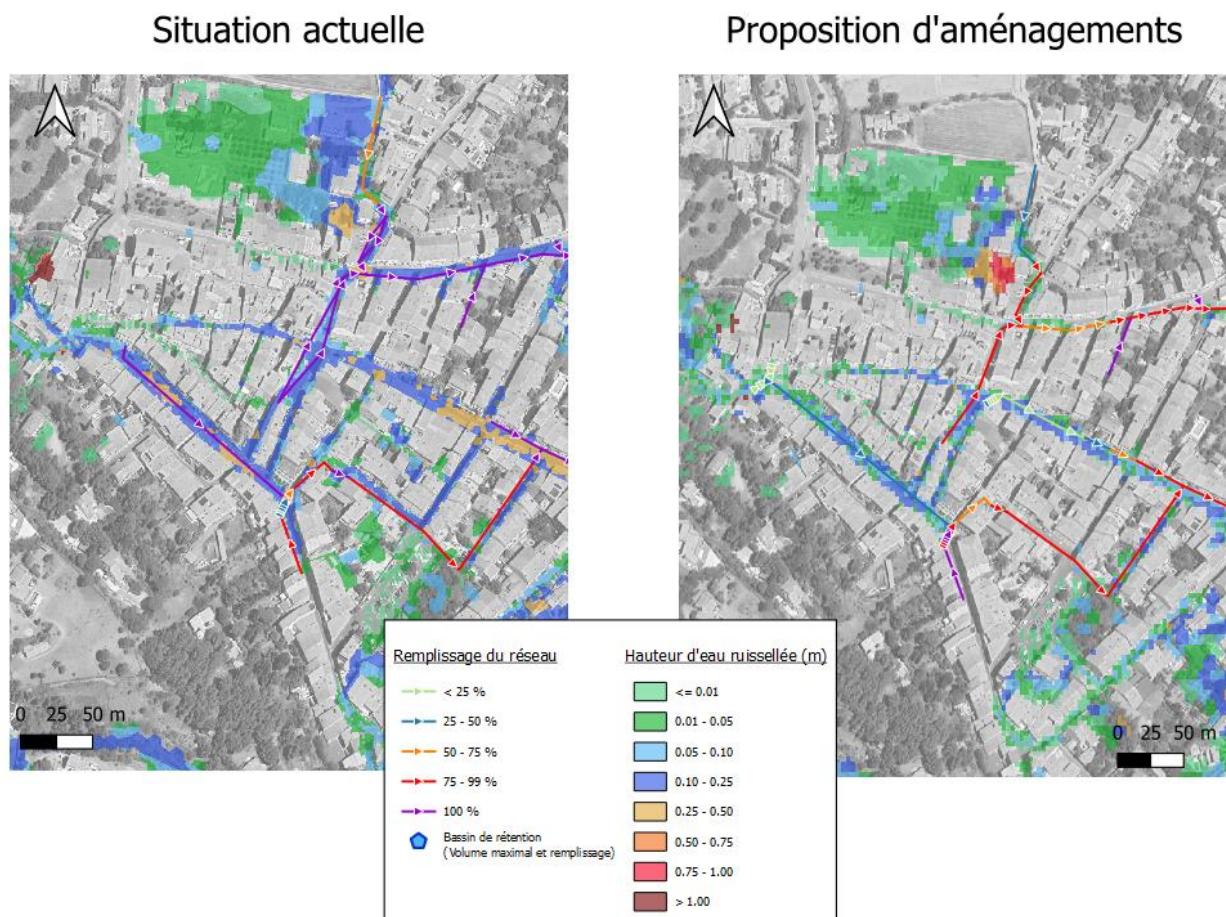 Situation actuelle
Proposition d'aménagements
0 25 50 m
0 25 50 m
Remplissage du réseau
< 25 %
25 - 50 %
50 - 75 %
75 - 99 %
100 %
Bassin de rétention
(Volume maximal et remplissage)
Hauteur d'eau ruissellée (m)
<= 0.01
0.01 - 0.05
0.05 - 0.10
0.10 - 0.25
0.25 - 0.50
0.50 - 0.75
0.75 - 1.00
> 1.00